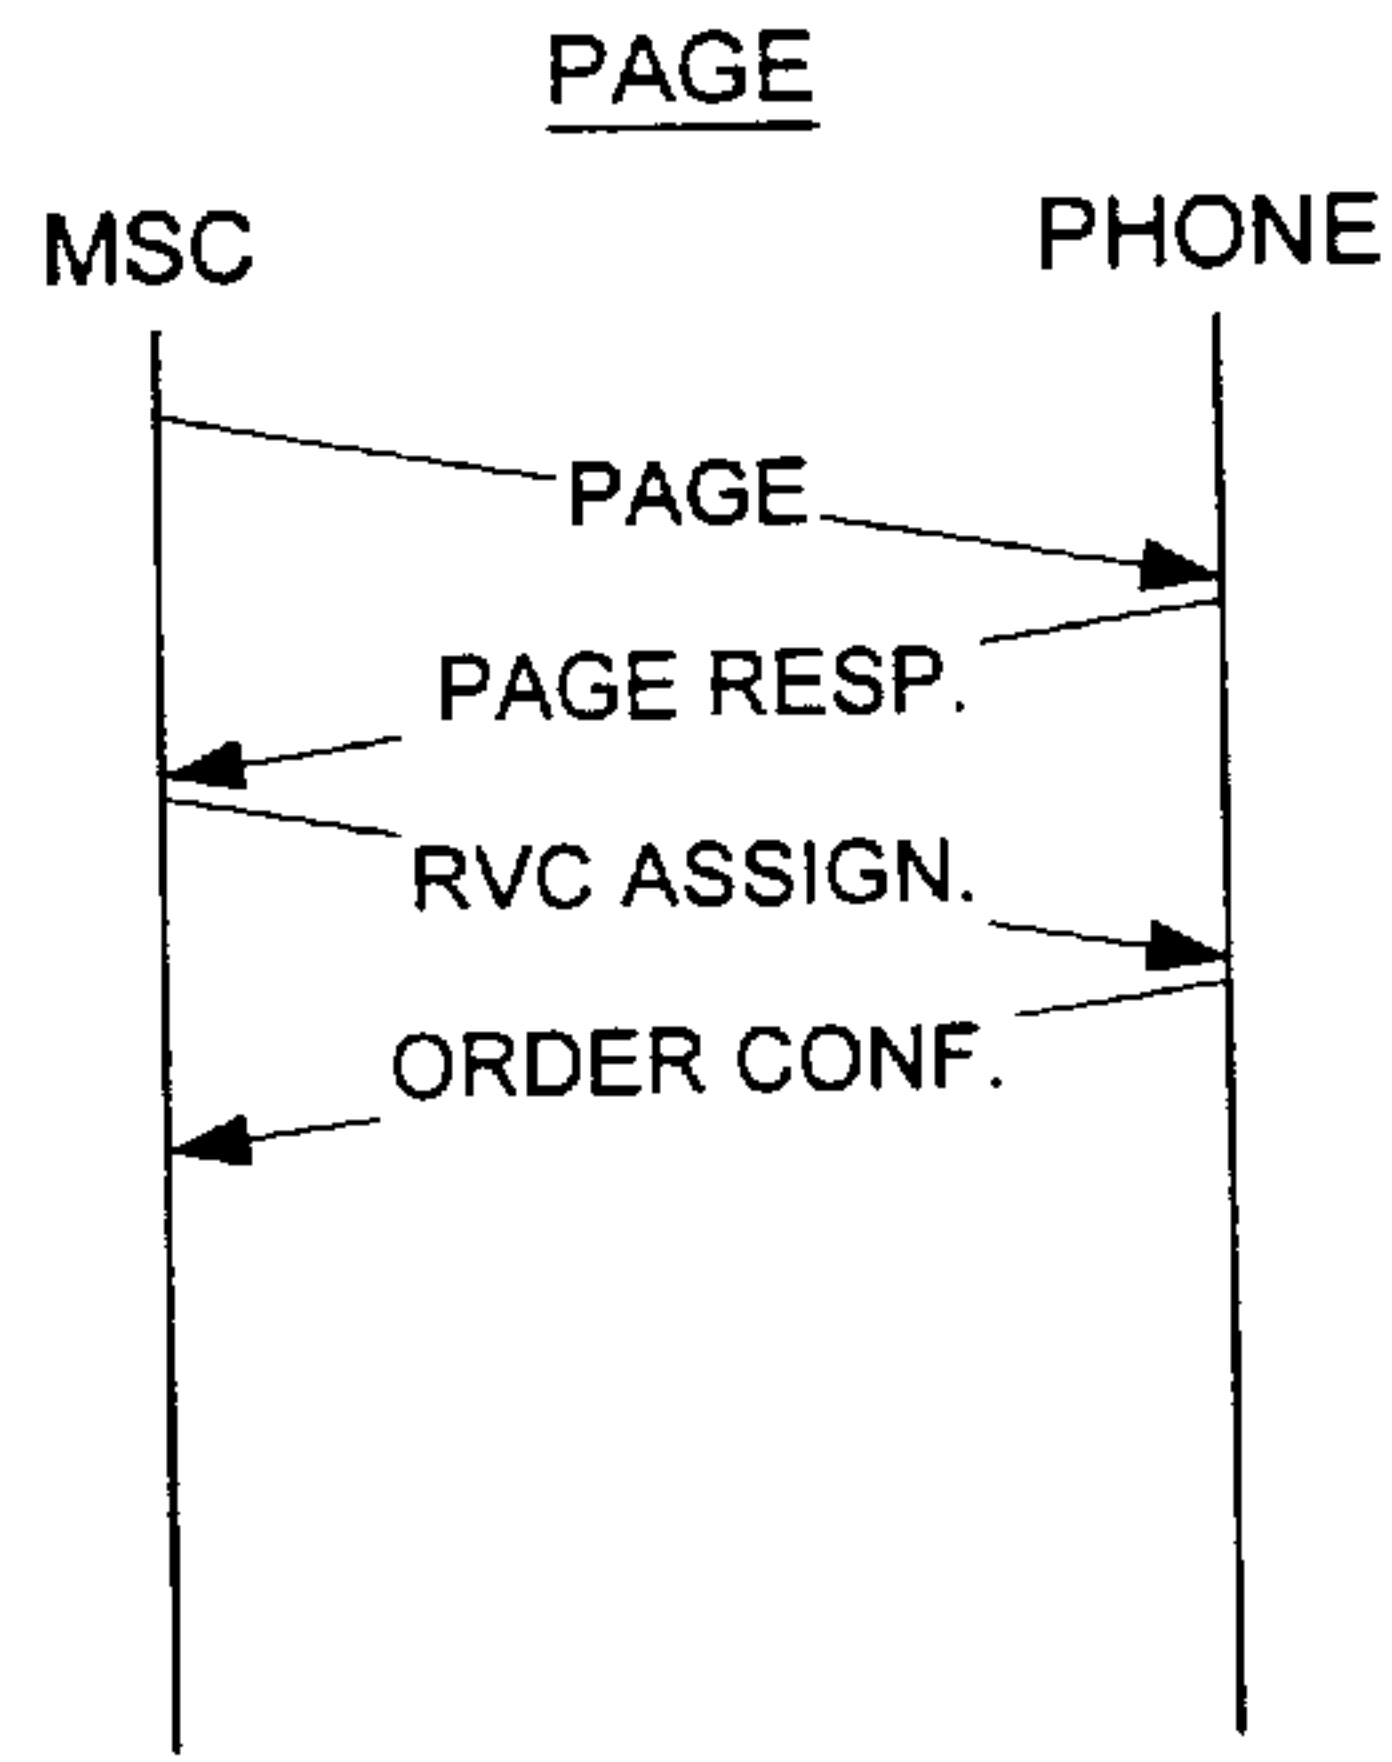 PAGE
MSC PHONE
PAGE
PAGE RESP.
RVC ASSIGN.
ORDER CONF.